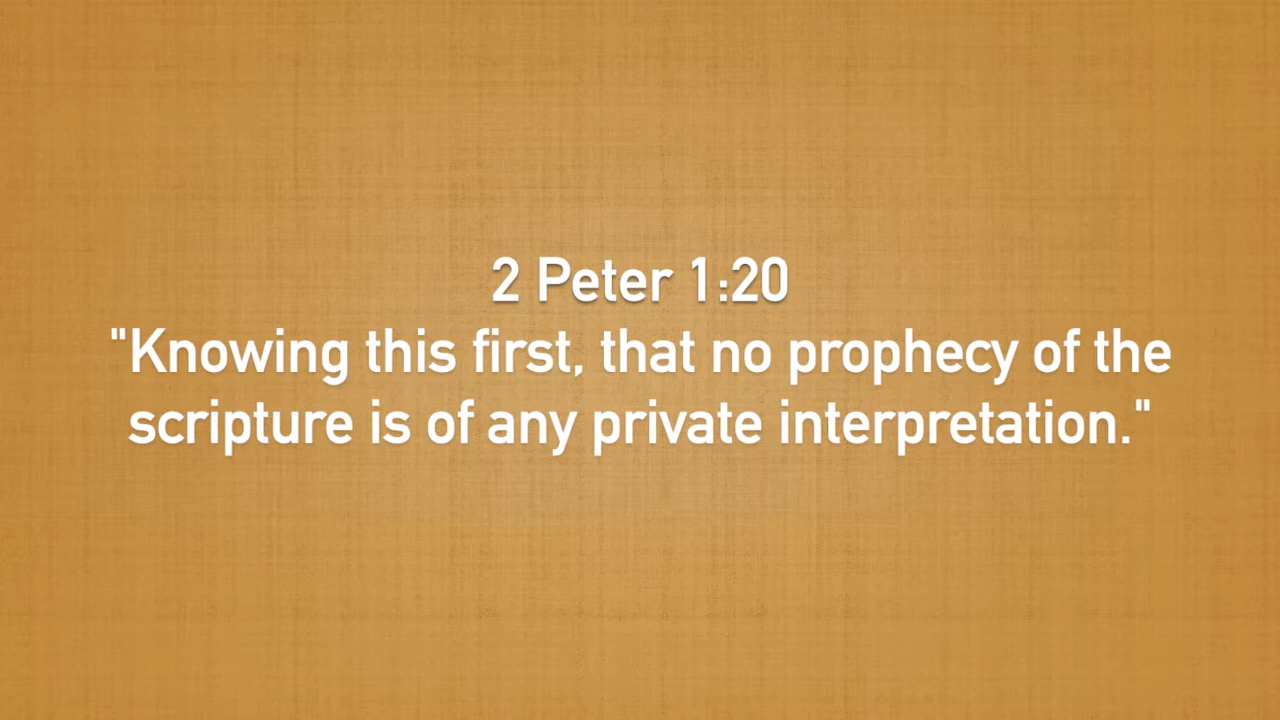 2 Peter 1:20
"Knowing this first, that no prophecy of the
scripture is of any private interpretation."